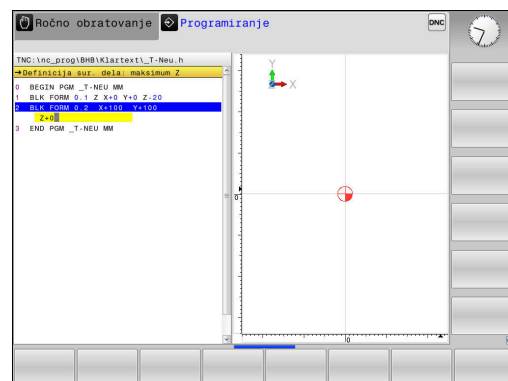 Ročno obratovanje
Programiranje
DNC
TNC:\nc_prog\BHB\Klartext\_T-Neu.h
→Definicija sur. dela: maksimum Z
0 BEGIN PGM _T-NEU MM
1 BLK FORM 0.1 Z X+0 Y+0 Z-20
2 BLK FORM 0.2 X+100 Y+100
Z+0
3 END PGM _T-NEU MM
Y
X
0
0